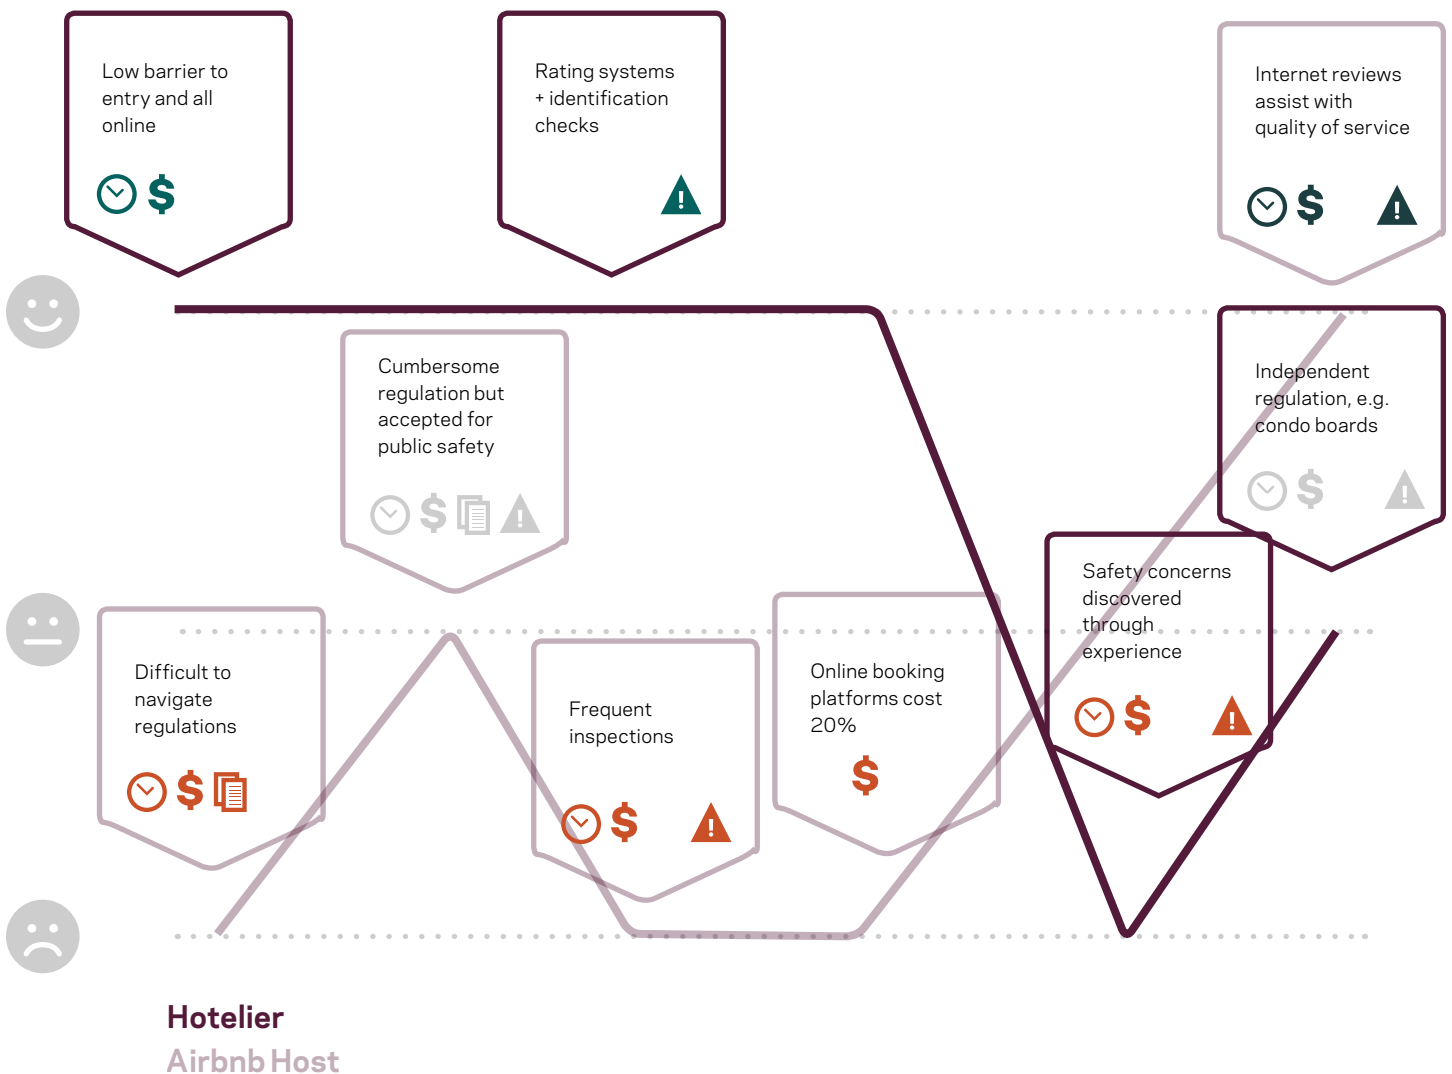 Low barrier to
entry and all
online
Rating systems
+ identification
checks
Internet reviews
assist with
quality of service
Cumbersome
regulation but
accepted for
public safety
Independent
regulation, e.g.
condo boards
Safety concerns
discovered
through
experience
Difficult to
navigate
regulations
Frequent
inspections
Online booking
platforms cost
20%
Hotelier
Airbnb Host